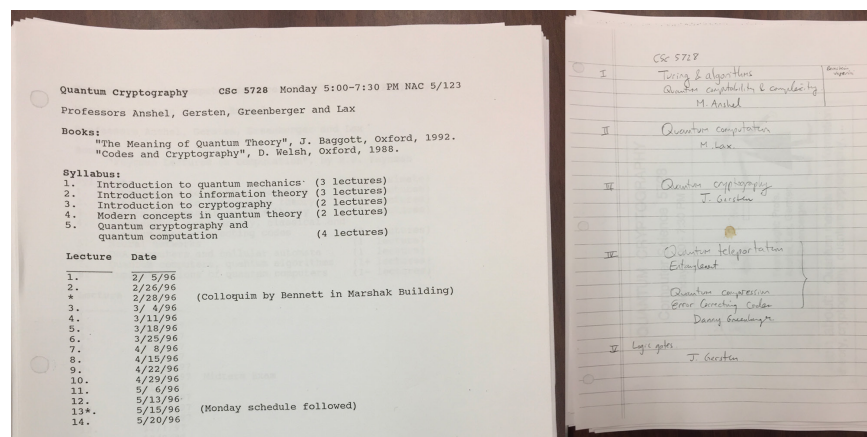 Quantum Cryptography CSc 5728 Monday 5:00-7:30 PM NAC 5/123
Professors Anshel, Gersten, Greenberger and Lax
Books:
"The Meaning of Quantum Theory", J. Baggott, Oxford, 1992.
"Codes and Cryptography", D. Welsh, Oxford, 1988.
Syllabus:
1. Introduction to quantum mechanics (3 lectures)
2. Introduction to information theory (3 lectures)
3. Introduction to cryptography (2 lectures)
4. Modern concepts in quantum theory (2 lectures)
5. Quantum cryptography and
quantum computation (4 lectures)
Lecture Date
1. 2/ 5/96
2. 2/26/96
* 2/28/96 (Colloquim by Bennett in Marshak Building)
3. 3/ 4/96
4. 3/11/96
5. 3/18/96
6. 3/25/96
7. 4/ 8/96
8. 4/15/96
9. 4/22/96
10. 4/29/96
11. 5/ 6/96
12. 5/13/96
13*. 5/15/96 (Monday schedule followed)
14. 5/20/96
CSc 5728
I Turing & algorithms
Quantum computability & complexity
M. Anshel
II Quantum computation
M. Lax
III Quantum cryptography
J. Gersten
IV Quantum teleportation
Entanglement
Quantum compression
Error Correcting Codes
Danny Greenberger
V Logic gates
J. Gersten